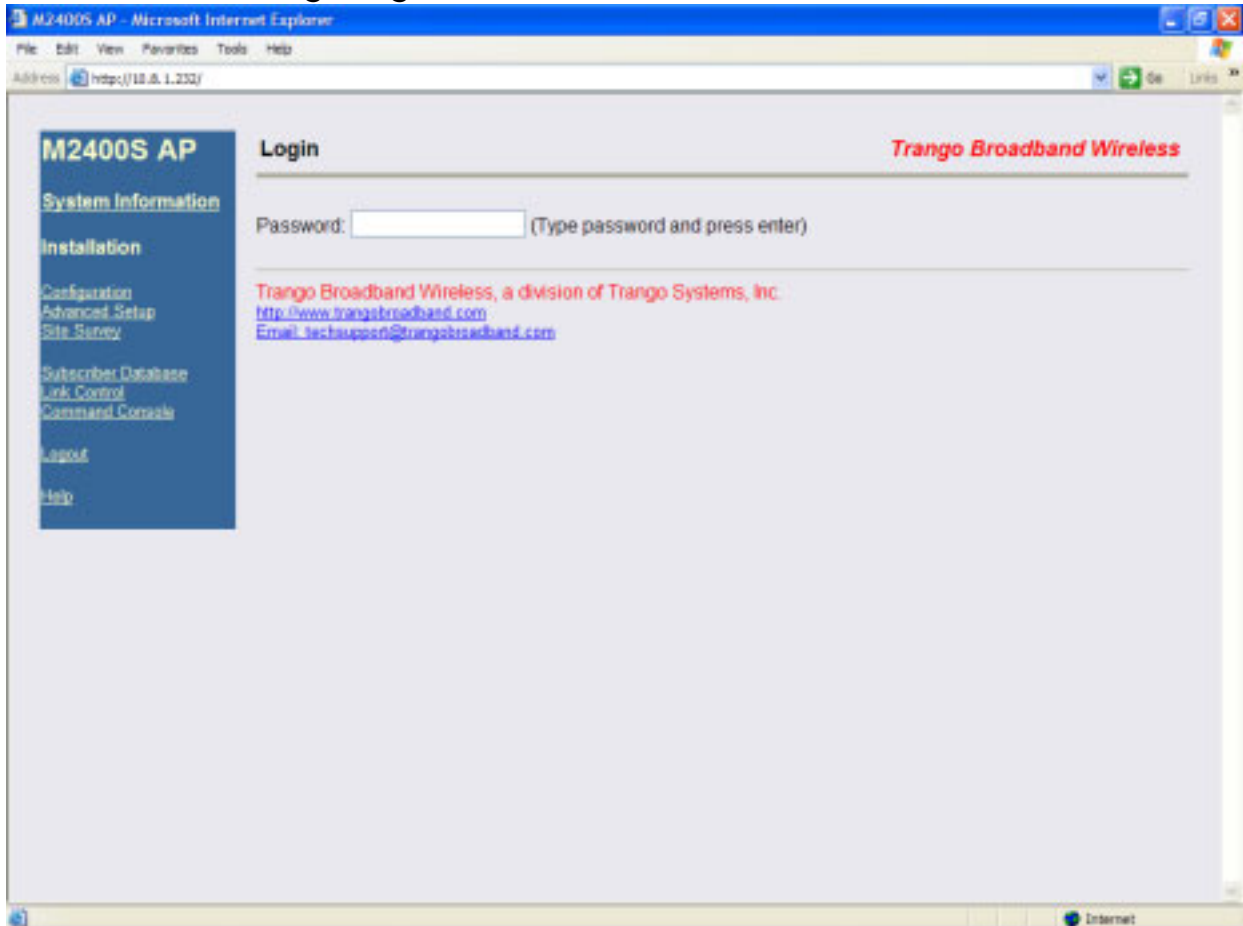 M2400S AP - Microsoft Internet Explorer
File Edit View Favorites Tools Help
Address http://10.8.1.232/ Go Links »
M2400S AP
System Information
Installation
Configuration
Advanced Setup
Site Survey
Subscriber Database
Link Control
Command Console
Logout
Help
Login Trango Broadband Wireless
Password: (Type password and press enter)
Trango Broadband Wireless, a division of Trango Systems, Inc.
http://www.trangobroadband.com
Email: techsupport@trangobroadband.com
Internet